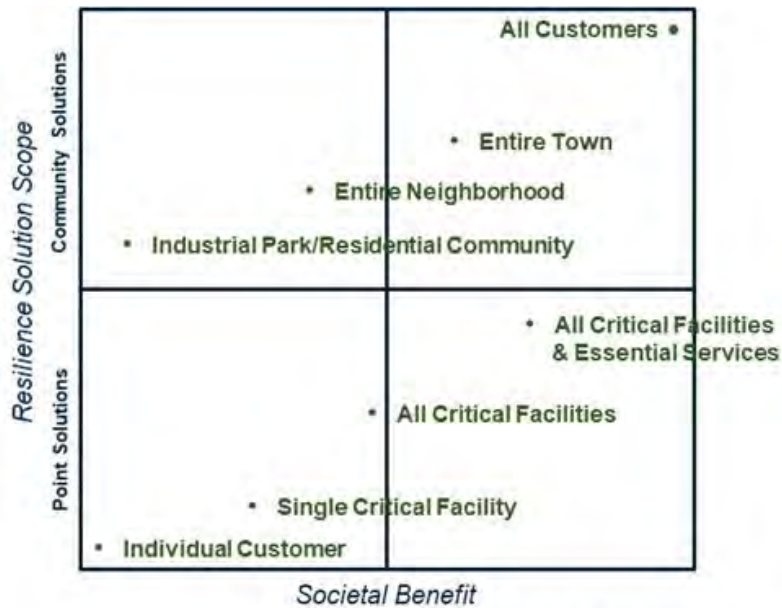 All Customers
Entire Town
Entire Neighborhood
Industrial Park/Residential Community
All Critical Facilities
& Essential Services
All Critical Facilities
Single Critical Facility
Individual Customer
Resilience Solution Scope
Community Solutions
Point Solutions
Societal Benefit